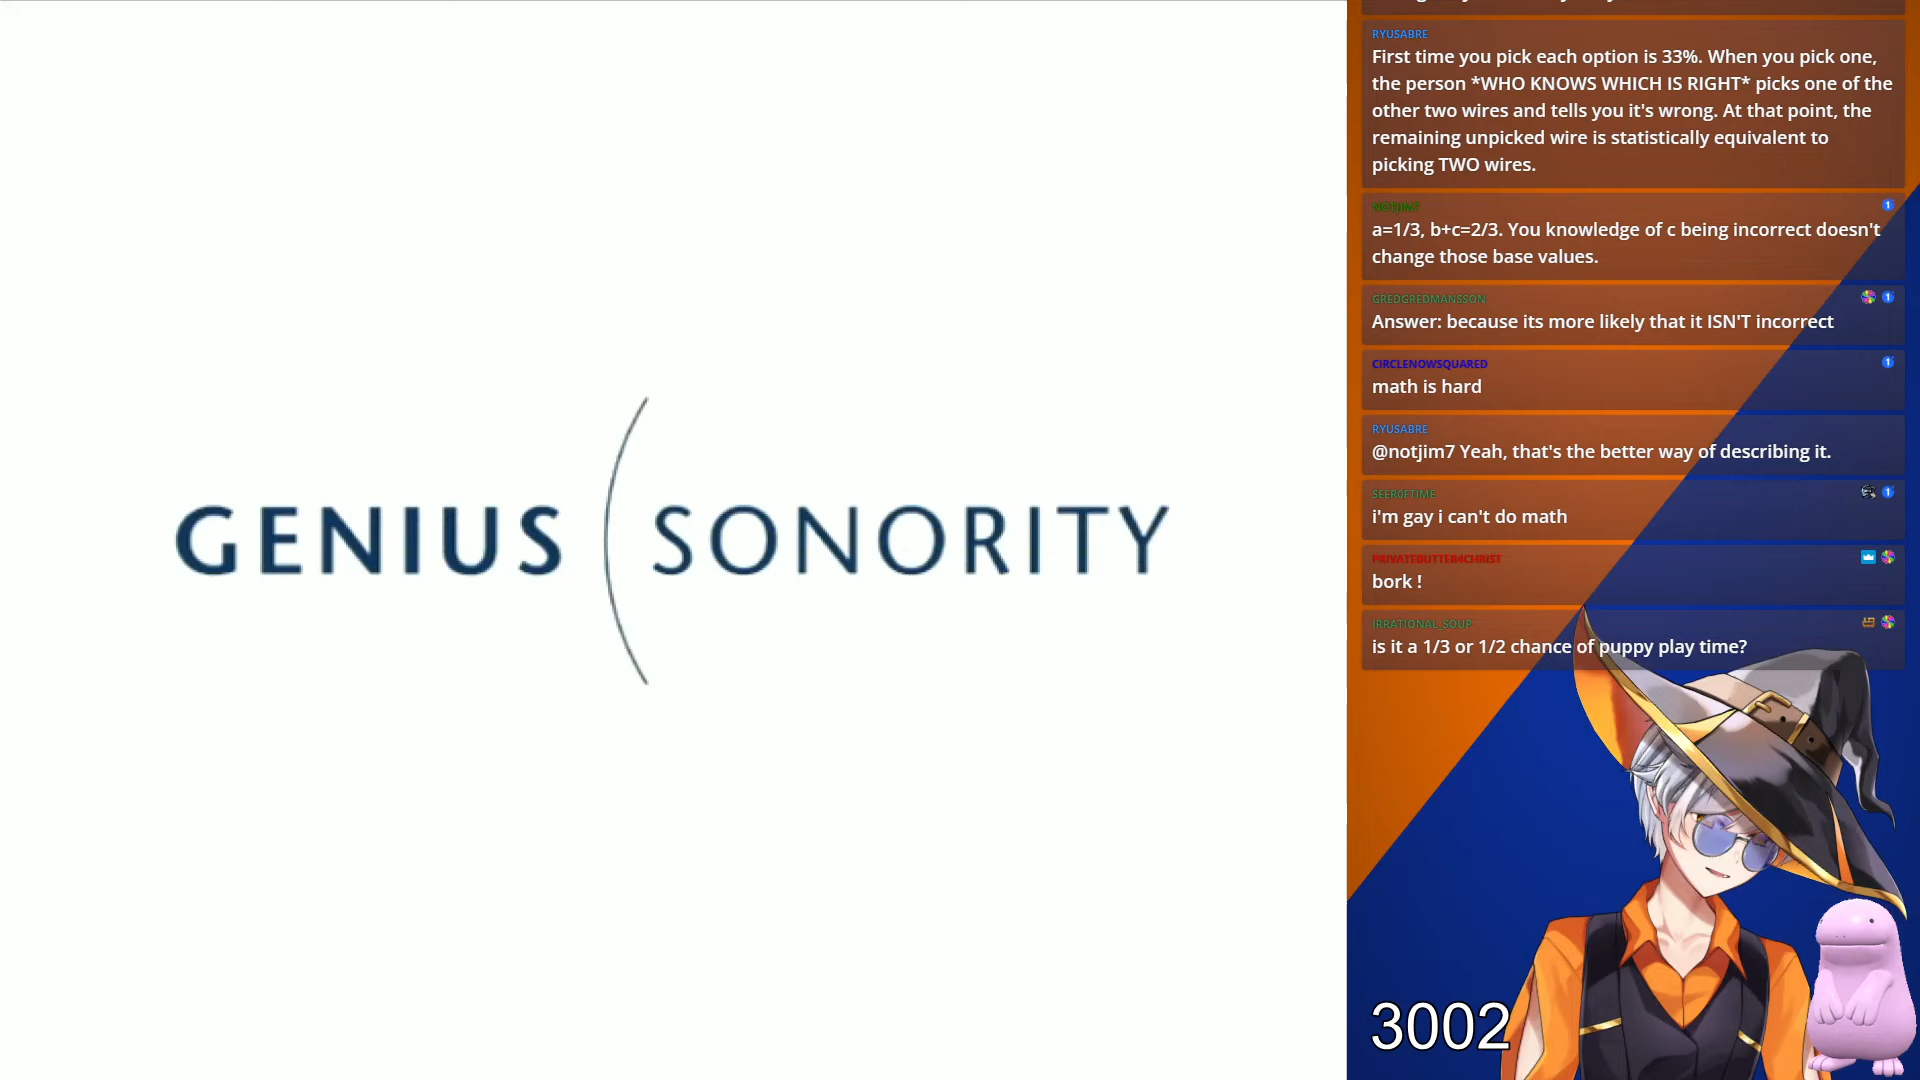 GENIUS SONORITY
RYUSABRE
First time you pick each option is 33%. When you pick one,
the person *WHO KNOWS WHICH IS RIGHT* picks one of the
other two wires and tells you it's wrong. At that point, the
remaining unpicked wire is statistically equivalent to
picking TWO wires.
NOTJIM7
a=1/3, b+c=2/3. You knowledge of c being incorrect doesn't
change those base values.
GREDGREDMANSSON
Answer: because its more likely that it ISN'T incorrect
CIRCLENOWSQUARED
math is hard
RYUSABRE
@notjim7 Yeah, that's the better way of describing it.
SEEROFTIME
i'm gay i can't do math
PRIVATEBUTTER4CHRIST
bork !
IRRATIONAL_SOUP
is it a 1/3 or 1/2 chance of puppy play time?
3002